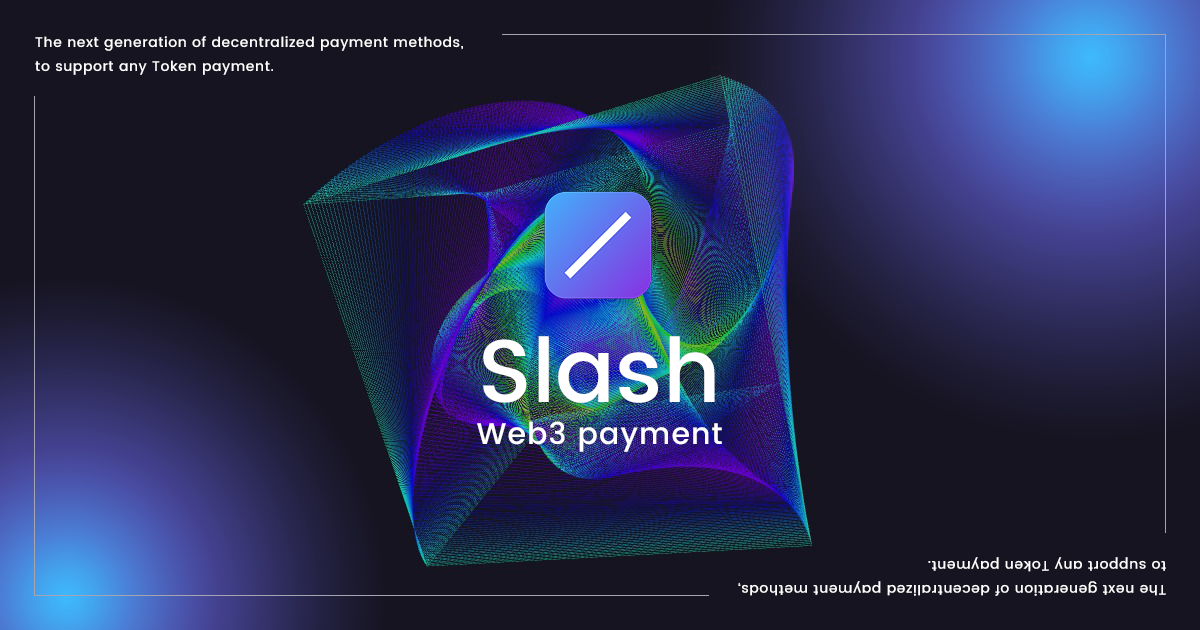 The next generation of decentralized payment methods,
to support any Token payment.
Slash
Web3 payment
The next generation of decentralized payment methods,
to support any Token payment.